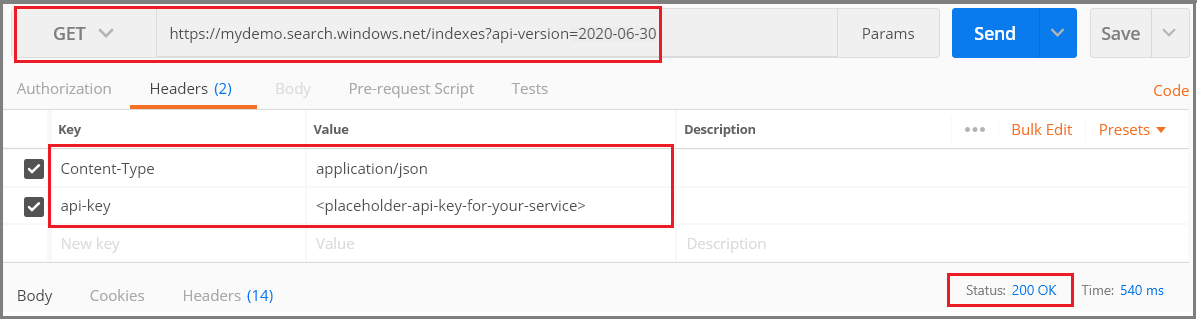 GET https://mydemo.search.windows.net/indexes?api-version=2020-06-30 Params Send Save
Authorization Headers (2) Body Pre-request Script Tests Code
Key Value Description ••• Bulk Edit Presets
Content-Type application/json
api-key <placeholder-api-key-for-your-service>
New key Value Description
Body Cookies Headers (14) Status: 200 OK Time: 540 ms